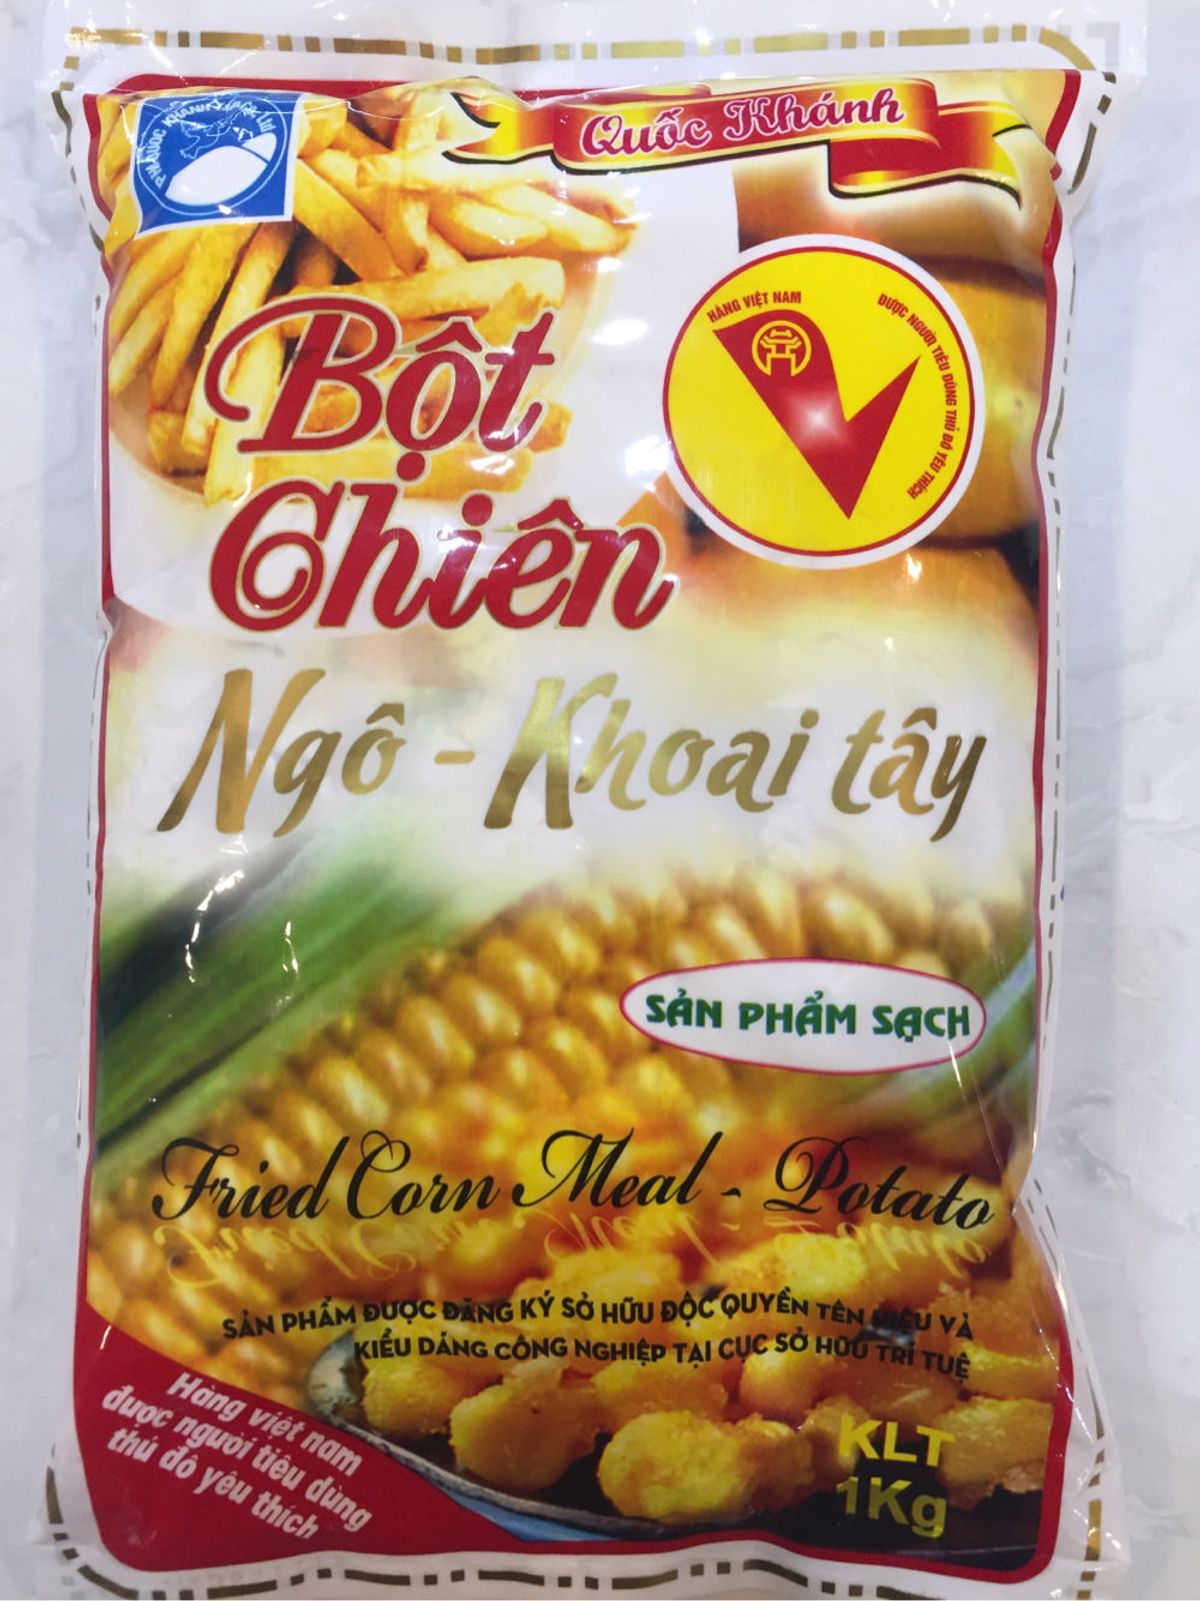 Quốc Khánh
HÀNG VIỆT NAM
ĐƯỢC NGƯỜI TIÊU DÙNG THỦ ĐÔ YÊU THÍCH
Bột
Chiên
Ngô - Khoai tây
SẢN PHẨM SẠCH
Fried Corn Meal - Potato
SẢN PHẨM ĐƯỢC ĐĂNG KÝ SỞ HỮU ĐỘC QUYỀN TÊN HIỆU VÀ
KIỂU DÁNG CÔNG NGHIỆP TẠI CỤC SỞ HỮU TRÍ TUỆ
Hàng việt nam
được người tiêu dùng
thủ đô yêu thích
KLT
1Kg